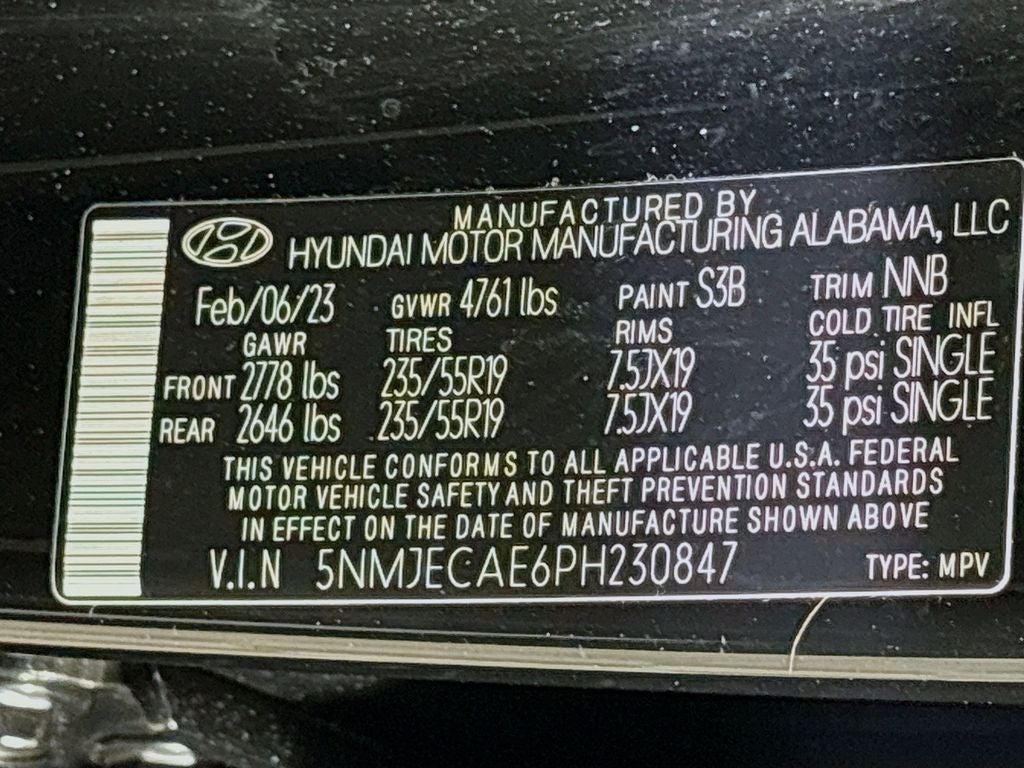 MANUFACTURED BY
HYUNDAI MOTOR MANUFACTURING ALABAMA, LLC
Feb/06/23 GVWR 4761 lbs PAINT S3B TRIM NNB
GAWR TIRES RIMS COLD TIRE INFL
FRONT 2778 lbs 235/55R19 7.5JX19 35 psi SINGLE
REAR 2646 lbs 235/55R19 7.5JX19 35 psi SINGLE
THIS VEHICLE CONFORMS TO ALL APPLICABLE U.S.A. FEDERAL
MOTOR VEHICLE SAFETY AND THEFT PREVENTION STANDARDS
IN EFFECT ON THE DATE OF MANUFACTURE SHOWN ABOVE
V.I.N 5NMJECAE6PH230847 TYPE: MPV